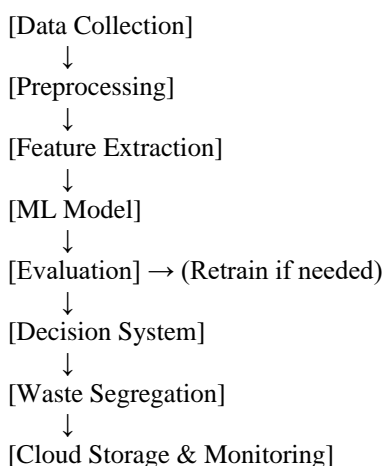 [Data Collection]
↓
[Preprocessing]
↓
[Feature Extraction]
↓
[ML Model]
↓
[Evaluation] → (Retrain if needed)
↓
[Decision System]
↓
[Waste Segregation]
↓
[Cloud Storage & Monitoring]